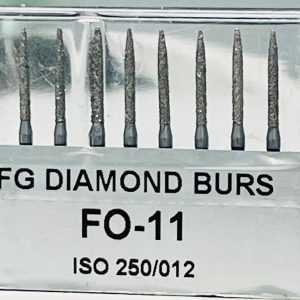 FG DIAMOND BURS
FO-11
ISO 250/012